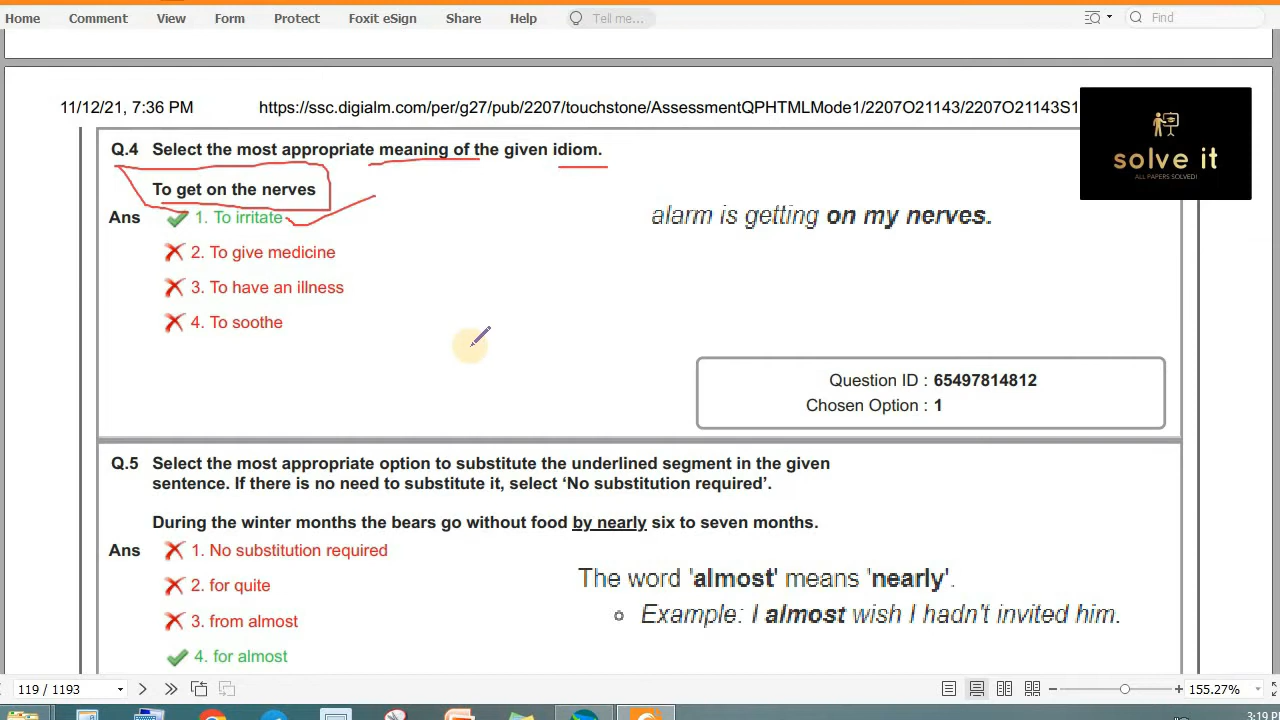 Home Comment View Form Protect Foxit eSign Share Help Tell me... Find
11/12/21, 7:36 PM https://ssc.digialm.com/per/g27/pub/2207/touchstone/AssessmentQPHTMLMode1/2207O21143/2207O21143S1
solve it
ALL PAPERS SOLVED!
Q.4 Select the most appropriate meaning of the given idiom.
To get on the nerves
Ans 1. To irritate
alarm is getting on my nerves.
2. To give medicine
3. To have an illness
4. To soothe
Question ID : 65497814812
Chosen Option : 1
Q.5 Select the most appropriate option to substitute the underlined segment in the given
sentence. If there is no need to substitute it, select ‘No substitution required’.
During the winter months the bears go without food by nearly six to seven months.
Ans 1. No substitution required
2. for quite
3. from almost
4. for almost
The word 'almost' means 'nearly'.
Example: I almost wish I hadn't invited him.
119 / 1193 155.27%